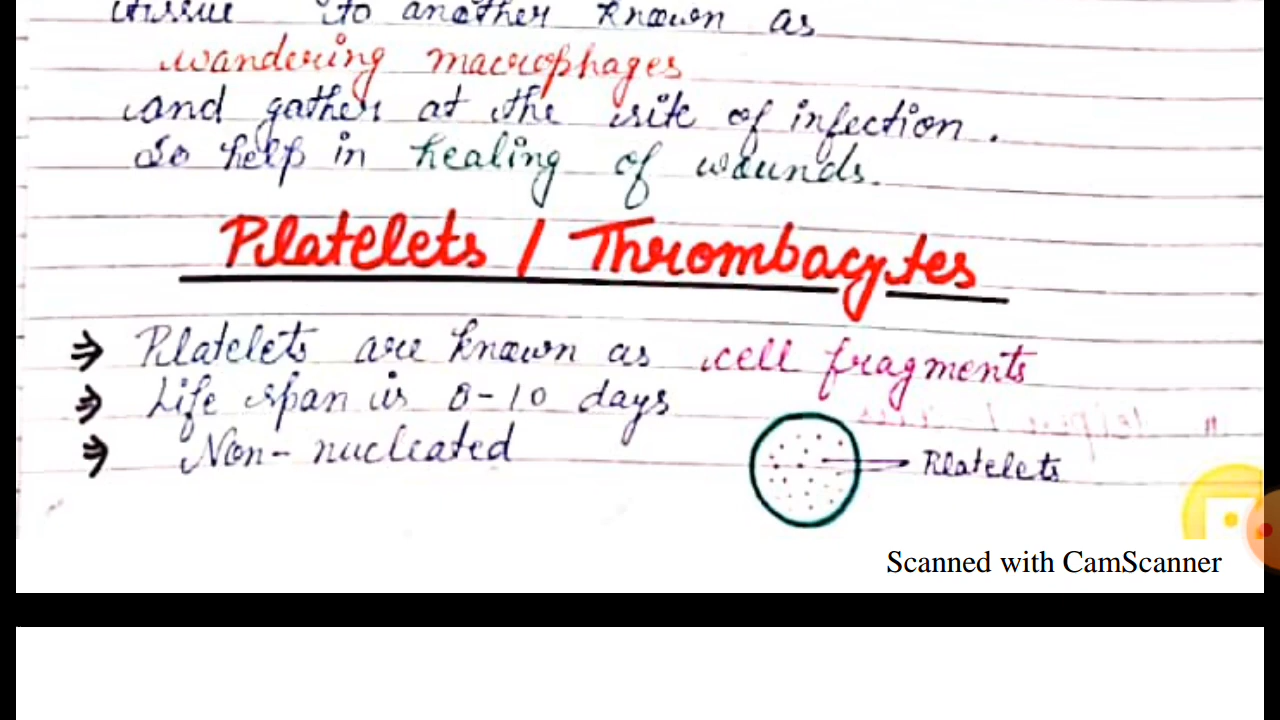 tissue to another known as
wandering macrophages
and gather at the site of infection.
So help in healing of wounds.
Platelets / Thrombacytes
⇒ Platelets are known as cell fragments
⇒ Life span is 8-10 days
⇒ Non-nucleated
Platelets
Scanned with CamScanner